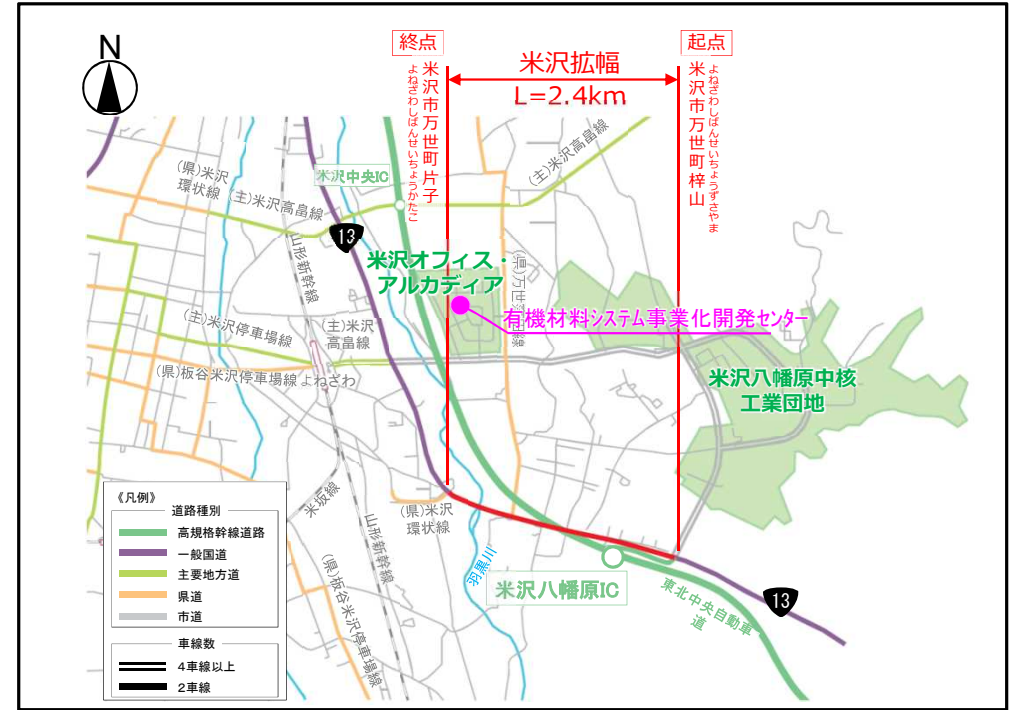 N
終点
起点
米沢拡幅
L=2.4km
米沢市万世町片子
よねざわしばんせいちょうかたこ
米沢市万世町梓山
よねざわしばんせいちょうずさやま
(県)米沢
環状線
(主)米沢高畠線
米沢中央IC
(主)米沢高畠線
13
山形新幹線
米沢オフィス・
アルカディア
有機材料システム事業化開発センター
(主)米沢停車場線
(主)米沢
高畠線
(県)板谷米沢停車場線
よねざわ
米沢八幡原中核
工業団地
米坂線
山形新幹線
(県)米沢
環状線
羽黒川
(県)板谷米沢停車場線
米沢八幡原IC
東北中央自動車
道
13
《凡例》
道路種別
高規格幹線道路
一般国道
主要地方道
県道
市道
車線数
4車線以上
2車線